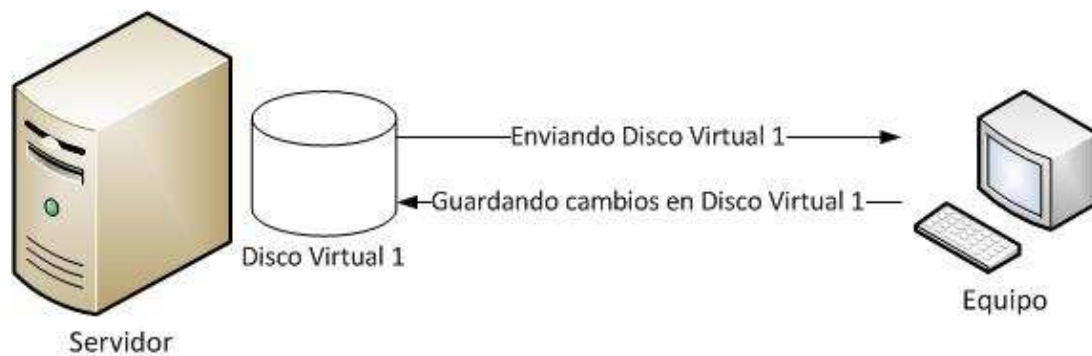 Enviando Disco Virtual 1
Guardando cambios en Disco Virtual 1
Disco Virtual 1
Equipo
Servidor